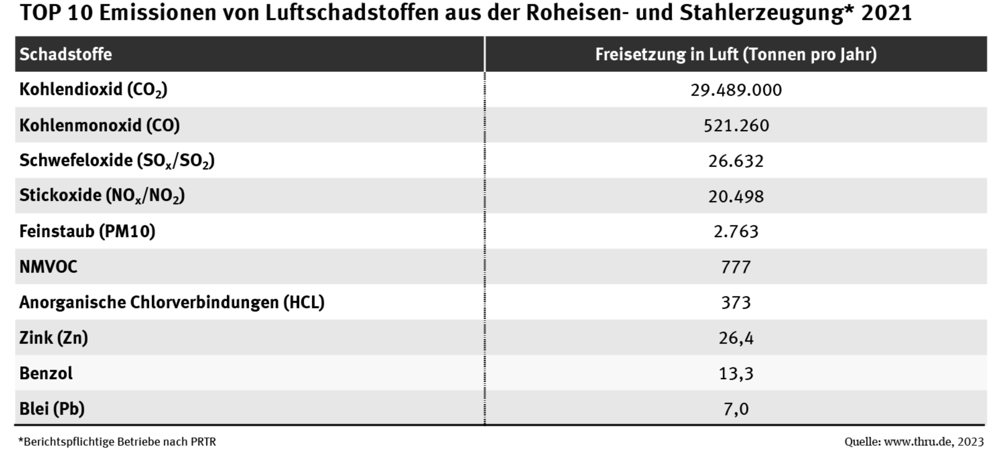 TOP 10 Emissionen von Luftschadstoffen aus der Roheisen- und Stahlerzeugung* 2021
Schadstoffe Freisetzung in Luft (Tonnen pro Jahr)
Kohlendioxid (CO₂) 29.489.000
Kohlenmonoxid (CO) 521.260
Schwefeloxide (SOₓ/SO₂) 26.632
Stickoxide (NOₓ/NO₂) 20.498
Feinstaub (PM10) 2.763
NMVOC 777
Anorganische Chlorverbindungen (HCL) 373
Zink (Zn) 26,4
Benzol 13,3
Blei (Pb) 7,0
*Berichtspflichtige Betriebe nach PRTR Quelle: www.thru.de, 2023